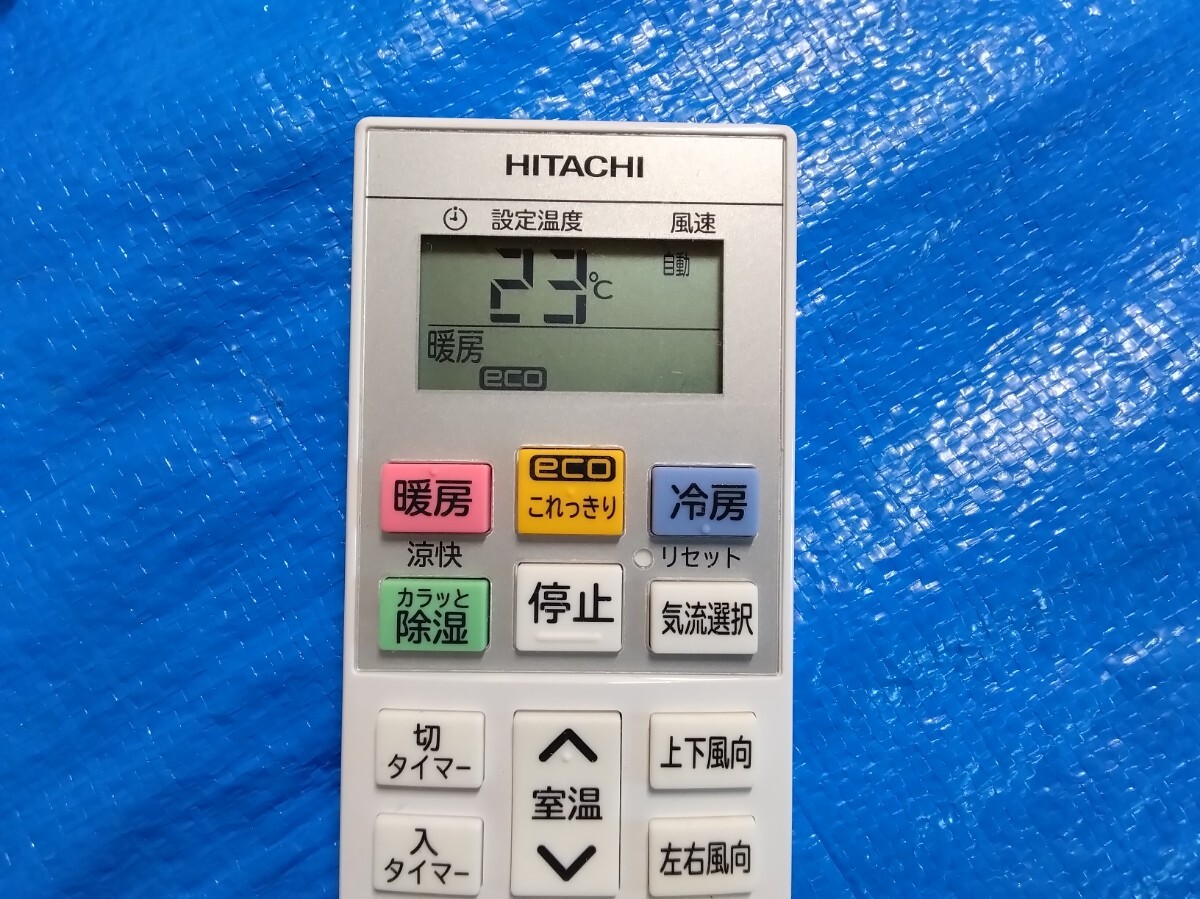 HITACHI
設定温度 風速
23℃ 自動
暖房
eco
暖房 eco これっきり 冷房
涼快 リセット
カラッと
除湿 停止 気流選択
切
タイマー
室温
上下風向
入
タイマー
左右風向